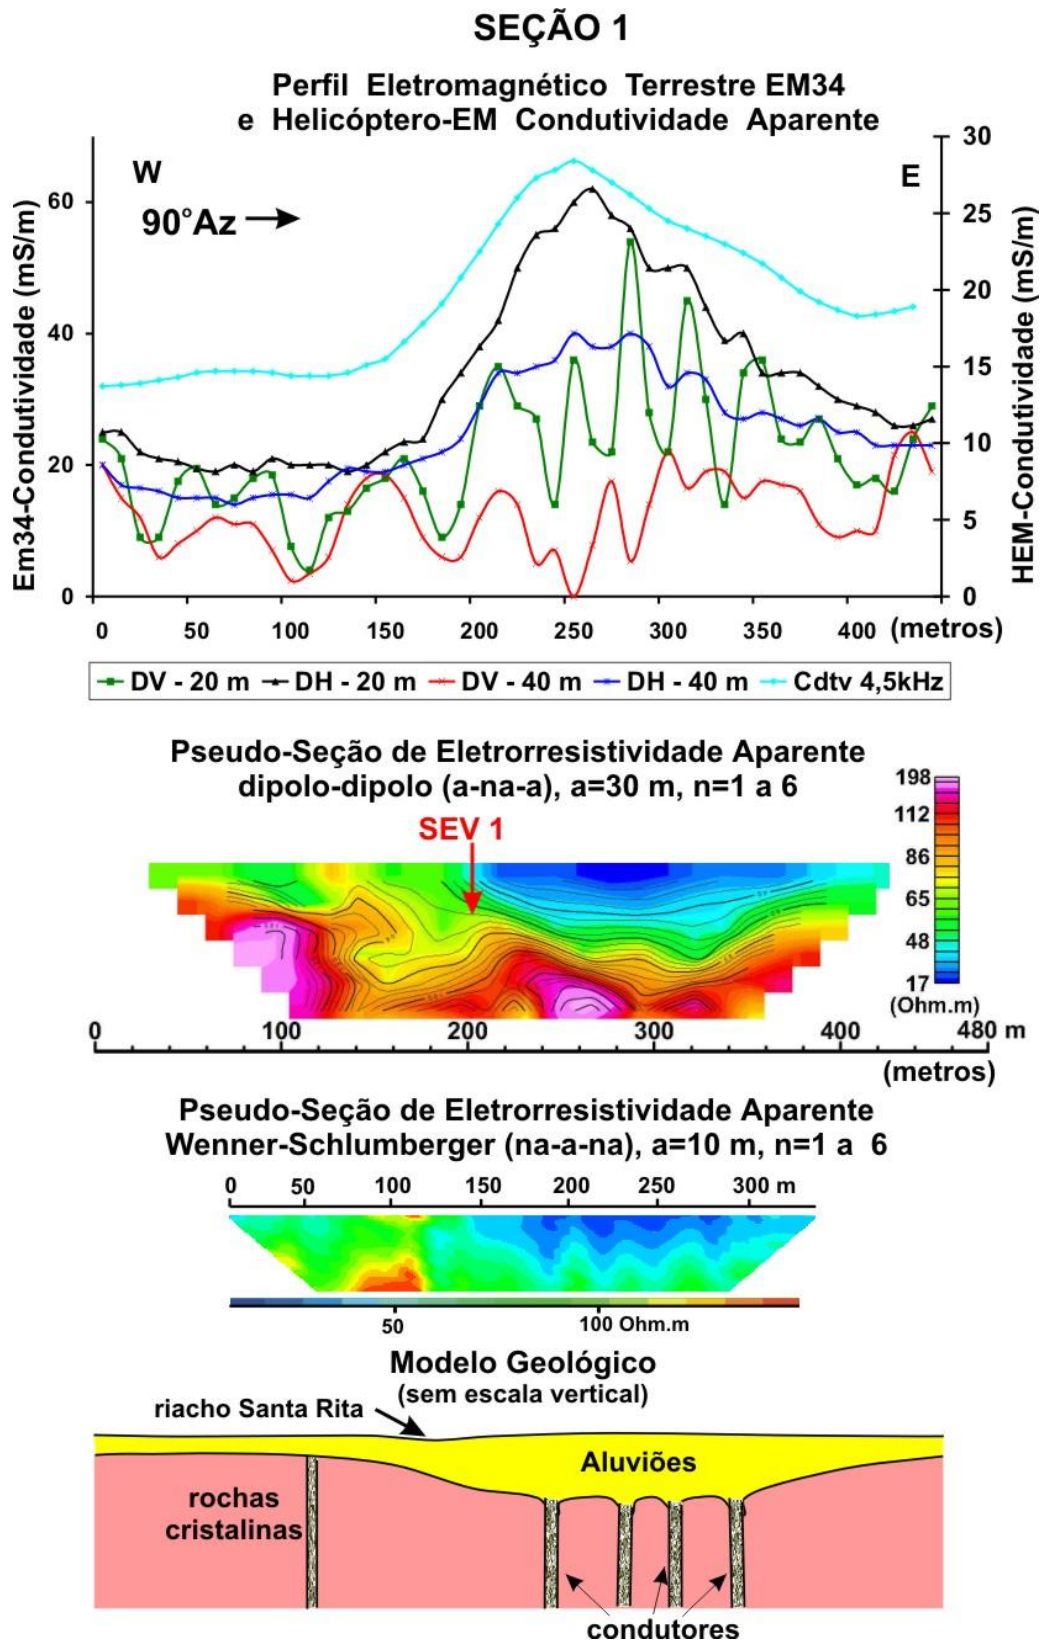 SEÇÃO 1
Perfil Eletromagnético Terrestre EM34
e Helicóptero-EM Condutividade Aparente
Em34-Condutividade (mS/m)
60
40
20
0
W
90°Az
E
30
25
20
15
10
5
0
HEM-Condutividade (mS/m)
0 50 100 150 200 250 300 350 400 (metros)
DV - 20 m DH - 20 m DV - 40 m DH - 40 m Cdtv 4,5kHz
Pseudo-Seção de Eletrorresistividade Aparente
dipolo-dipolo (a-na-a), a=30 m, n=1 a 6
SEV 1
198
112
86
65
48
17
(Ohm.m)
0 100 200 300 400 480 m
(metros)
Pseudo-Seção de Eletrorresistividade Aparente
Wenner-Schlumberger (na-a-na), a=10 m, n=1 a 6
0 50 100 150 200 250 300 m
50 100 Ohm.m
Modelo Geológico
(sem escala vertical)
riacho Santa Rita
Aluviões
rochas
cristalinas
condutores